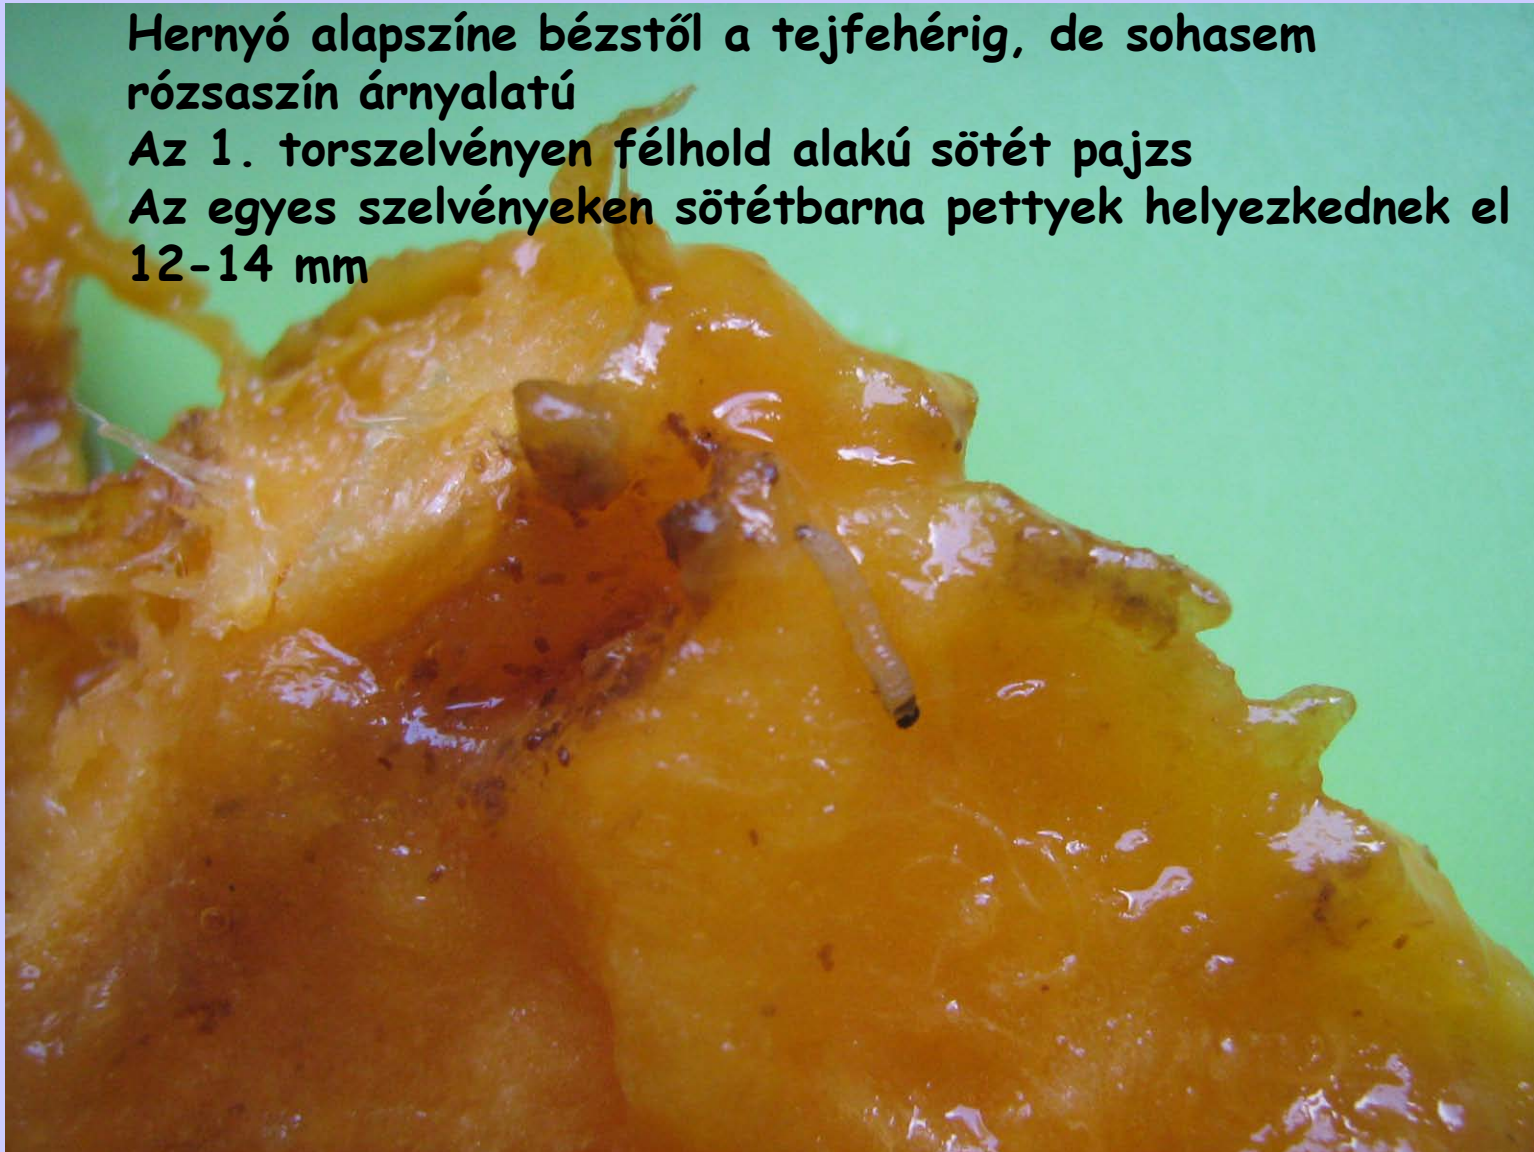 Hernyó alapszíne bézstől a tejfehérig, de sohasem
rózsaszín árnyalatú
Az 1. torszelvényen félhold alakú sötét pajzs
Az egyes szelvényeken sötétbarna pettyek helyezkednek el
12-14 mm